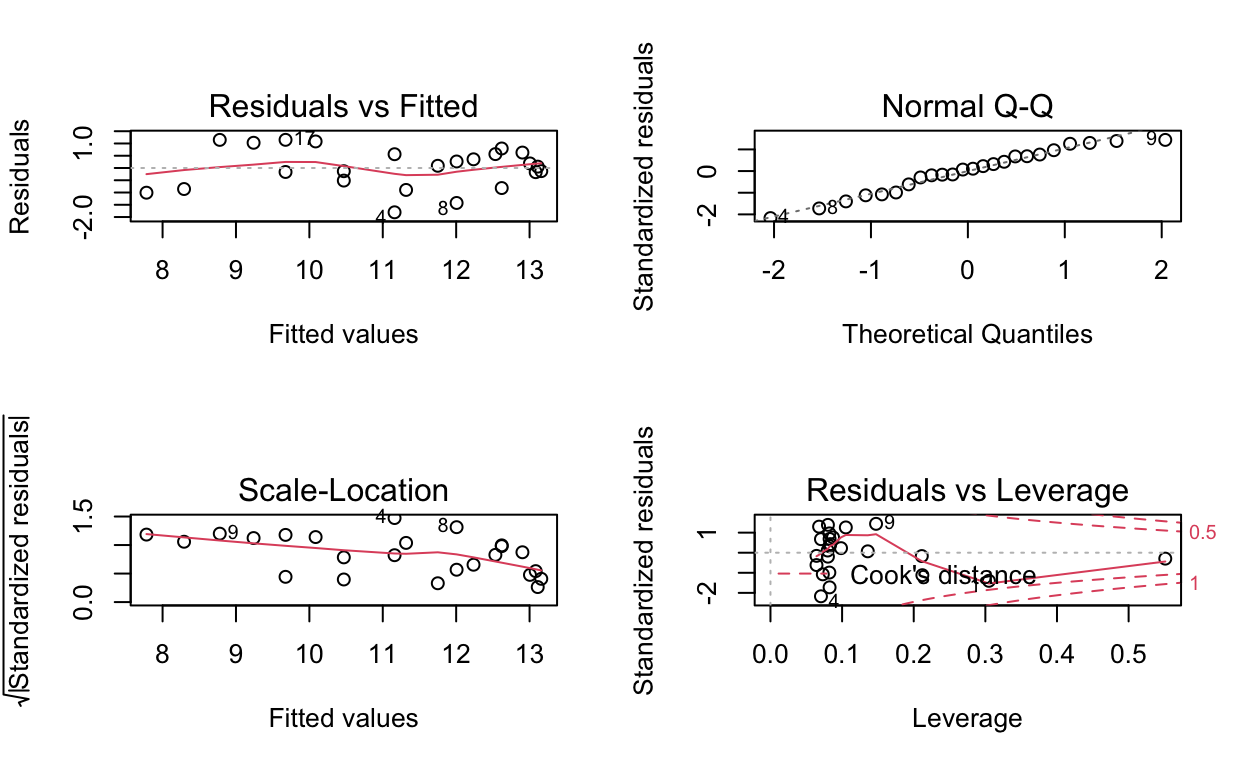 Residuals vs Fitted
Residuals
1.0
-2.0
17
4
8
8 9 10 11 12 13
Fitted values
Normal Q-Q
Standardized residuals
0
-2
4
8
9
-2 -1 0 1 2
Theoretical Quantiles
Scale-Location
√|Standardized residuals|
1.5
0.0
9
4
8
8 9 10 11 12 13
Fitted values
Residuals vs Leverage
Standardized residuals
1
-2
9
4
Cook's distance
0.5
1
0.0 0.1 0.2 0.3 0.4 0.5
Leverage